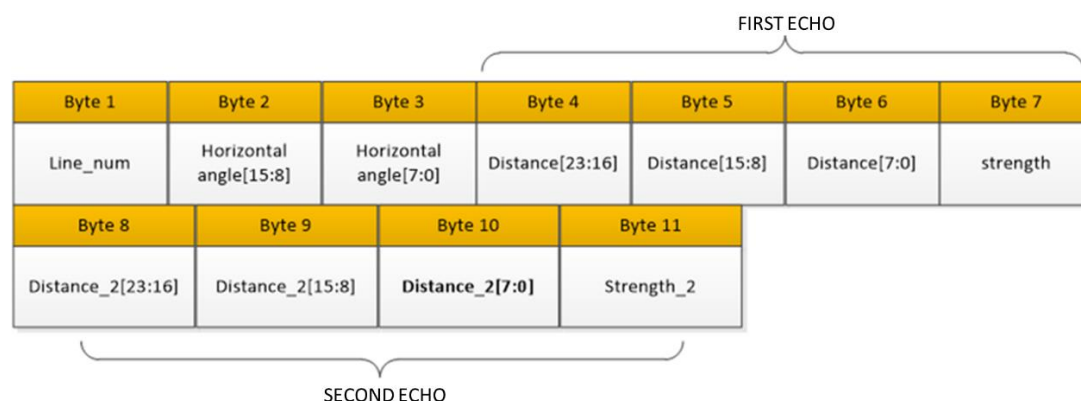 FIRST ECHO
Byte 1 Byte 2 Byte 3 Byte 4 Byte 5 Byte 6 Byte 7
Line_num
Horizontal
angle[15:8]
Horizontal
angle[7:0]
Distance[23:16]
Distance[15:8]
Distance[7:0]
strength
Byte 8 Byte 9 Byte 10 Byte 11
Distance_2[23:16] Distance_2[15:8] Distance_2[7:0] Strength_2
SECOND ECHO